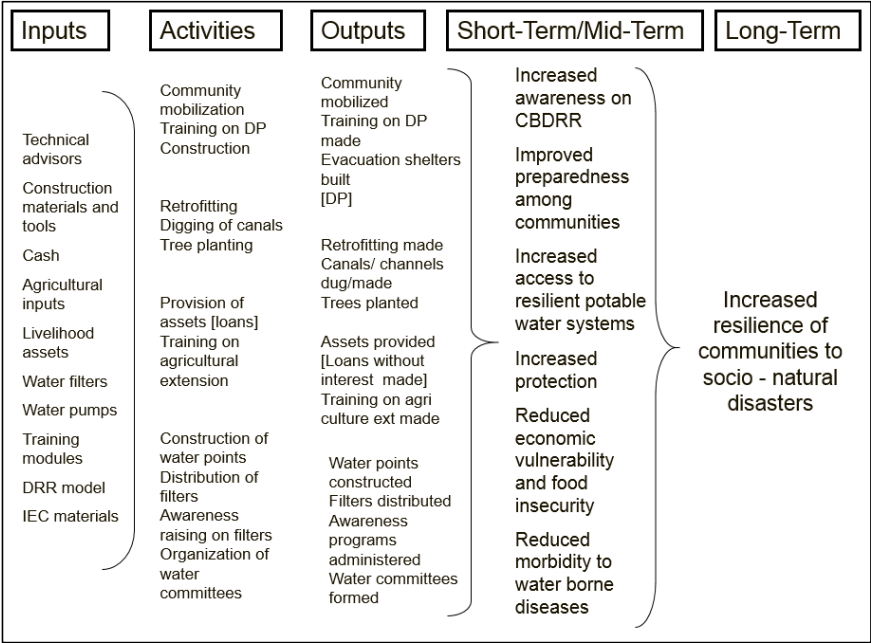 Inputs
Activities
Outputs
Short-Term/Mid-Term
Long-Term
Technical
advisors
Construction
materials and
tools
Cash
Agricultural
inputs
Livelihood
assets
Water filters
Water pumps
Training
modules
DRR model
IEC materials
Community
mobilization
Training on DP
Construction
Retrofitting
Digging of canals
Tree planting
Provision of
assets [loans]
Training on
agricultural
extension
Construction of
water points
Distribution of
filters
Awareness
raising on filters
Organization of
water
committees
Community
mobilized
Training on DP
made
Evacuation shelters
built
[DP]
Retrofitting made
Canals/ channels
dug/made
Trees planted
Assets provided
[Loans without
interest made]
Training on agri
culture ext made
Water points
constructed
Filters distributed
Awareness
programs
administered
Water committees
formed
Increased
awareness on
CBDRR
Improved
preparedness
among
communities
Increased
access to
resilient potable
water systems
Increased
protection
Reduced
economic
vulnerability
and food
insecurity
Reduced
morbidity to
water borne
diseases
Increased
resilience of
communities to
socio - natural
disasters